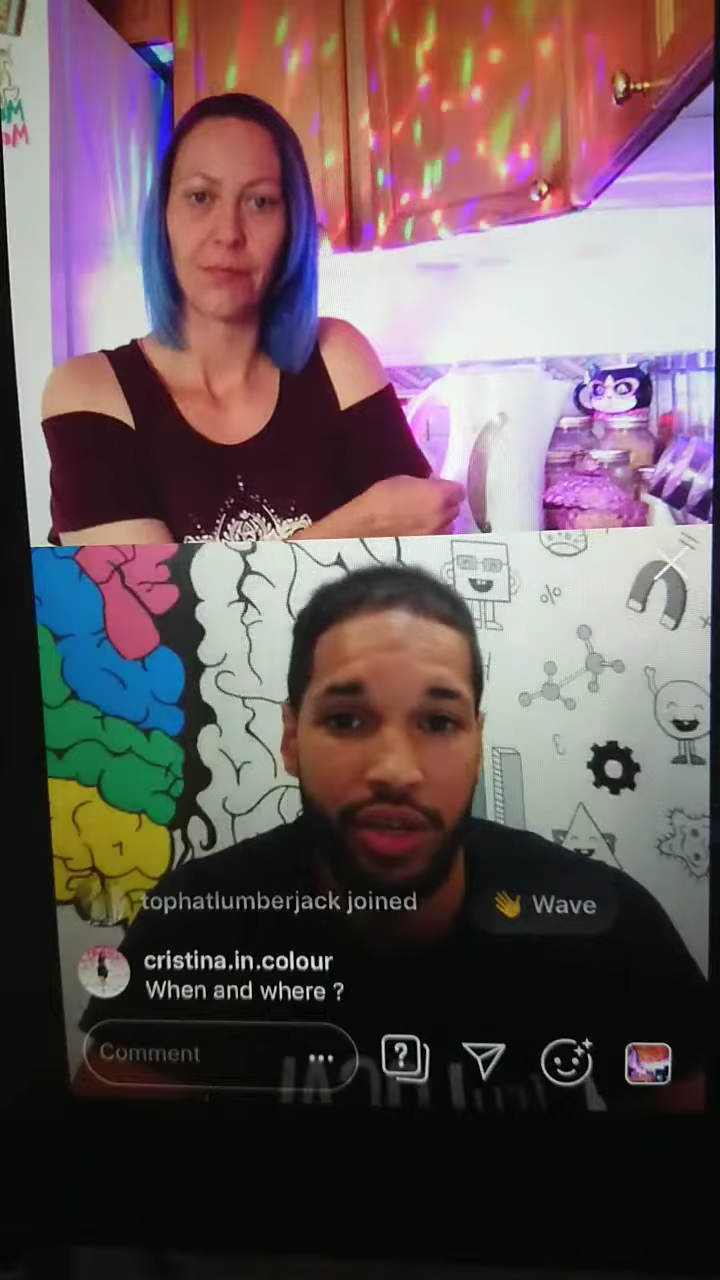 tophatlumberjack joined
👋 Wave
cristina.in.colour
When and where ?
Comment